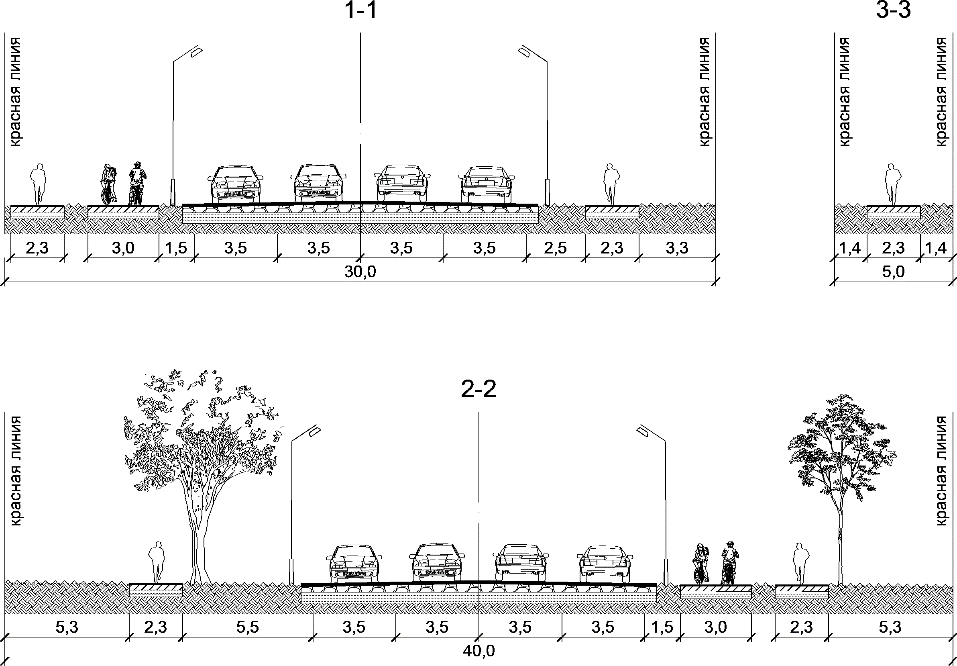 1-1
3-3
красная линия
красная линия
красная линия
красная линия
2,3 3,0 1,5 3,5 3,5 3,5 3,5 2,5 2,3 3,3
30,0
1,4 2,3 1,4
5,0
2-2
красная линия
красная линия
5,3 2,3 5,5 3,5 3,5 3,5 3,5 1,5 3,0 2,3 5,3
40,0